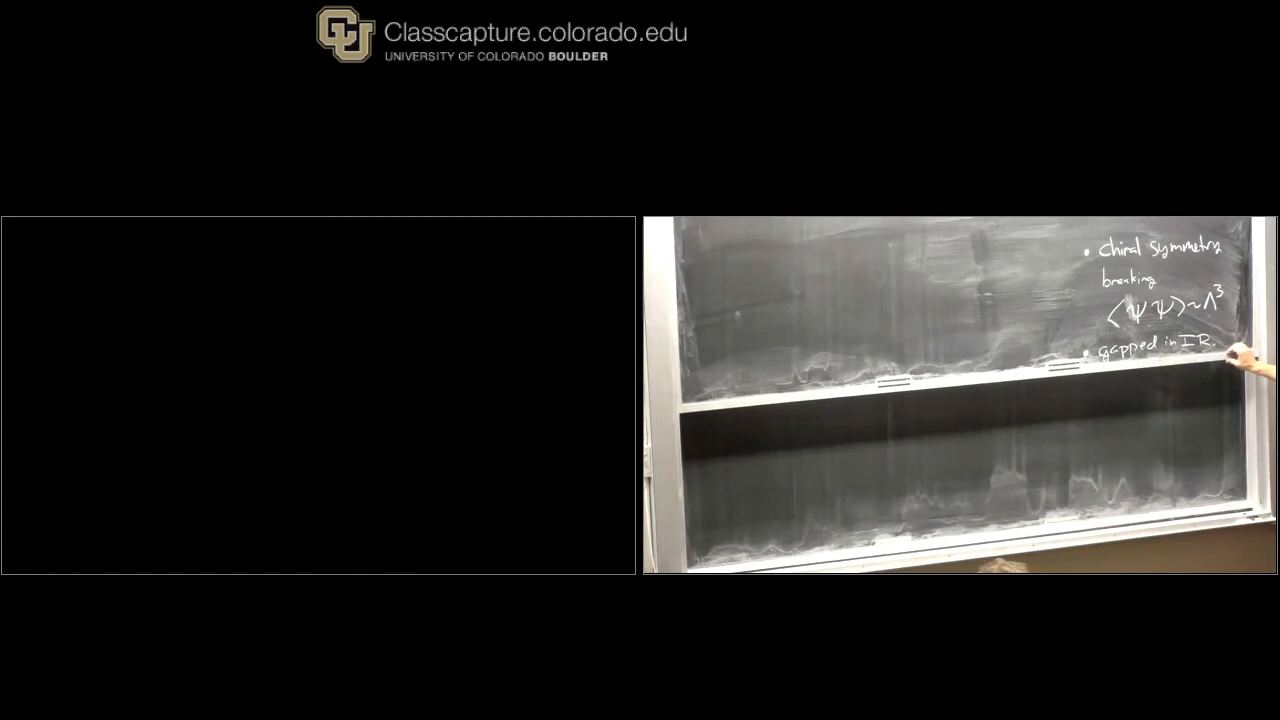 Classcapture.colorado.edu
UNIVERSITY OF COLORADO BOULDER
• chiral symmetry
breaking
⟨ψψ⟩~Λ³
• gapped in IR.